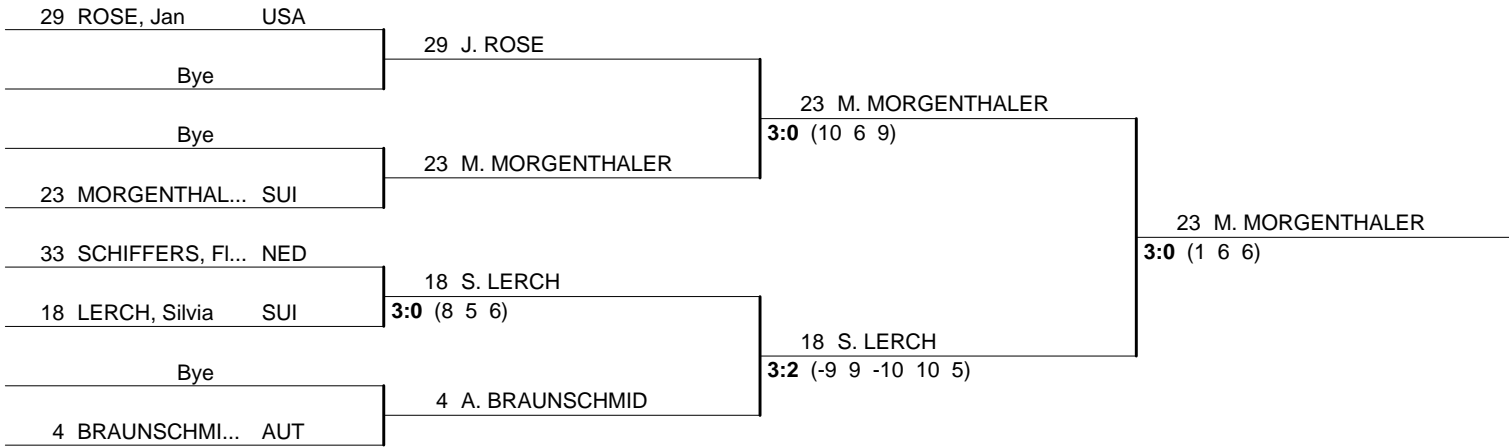 29 ROSE, Jan USA
Bye
Bye
23 MORGENTHAL... SUI
33 SCHIFFERS, Fl... NED
18 LERCH, Silvia SUI
Bye
4 BRAUNSCHMI... AUT
29 J. ROSE
23 M. MORGENTHALER
18 S. LERCH
3:0 (8 5 6)
4 A. BRAUNSCHMID
23 M. MORGENTHALER
3:0 (10 6 9)
18 S. LERCH
3:2 (-9 9 -10 10 5)
23 M. MORGENTHALER
3:0 (1 6 6)